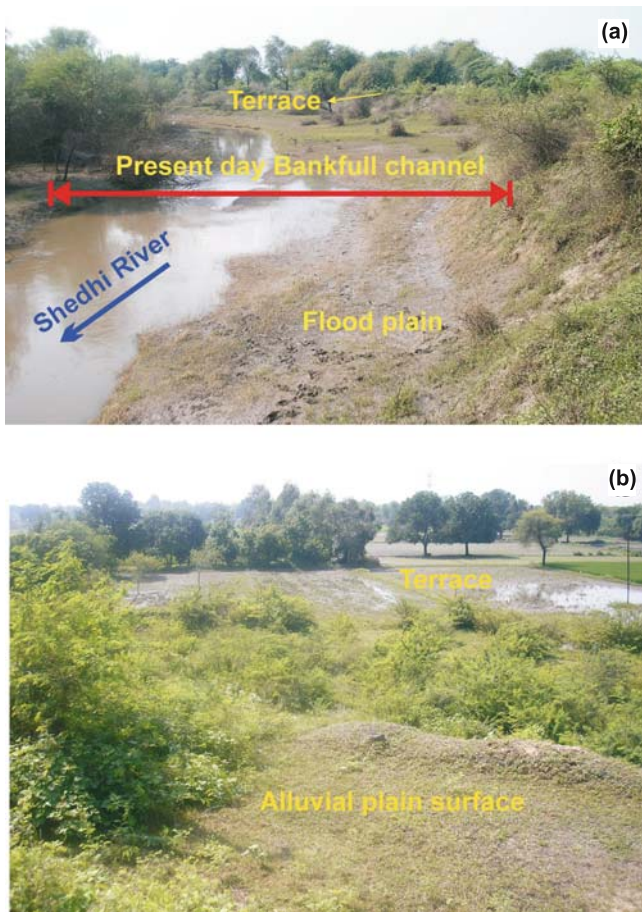 (a)
Terrace
Present day Bankfull channel
Shedhi River
Flood plain
(b)
Terrace
Alluvial plain surface